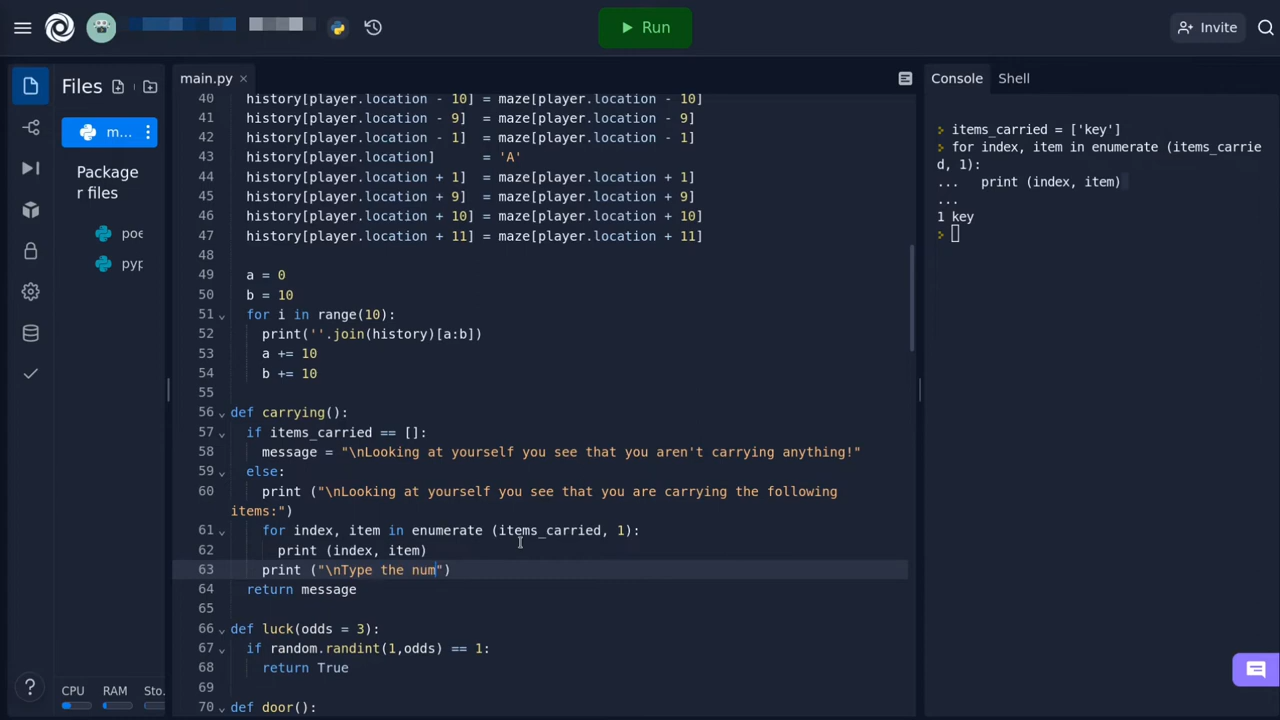 Run
Invite
Files
main.py ×
Console
Shell
m...
Package
r files
poe
pyp
40 history[player.location - 10] = maze[player.location - 10]
41 history[player.location - 9] = maze[player.location - 9]
42 history[player.location - 1] = maze[player.location - 1]
43 history[player.location] = 'A'
44 history[player.location + 1] = maze[player.location + 1]
45 history[player.location + 9] = maze[player.location + 9]
46 history[player.location + 10] = maze[player.location + 10]
47 history[player.location + 11] = maze[player.location + 11]
48
49 a = 0
50 b = 10
51 for i in range(10):
52 print(''.join(history)[a:b])
53 a += 10
54 b += 10
55
56 def carrying():
57 if items_carried == []:
58 message = "\nLooking at yourself you see that you aren't carrying anything!"
59 else:
60 print ("\nLooking at yourself you see that you are carrying the following
items:")
61 for index, item in enumerate (items_carried, 1):
62 print (index, item)
63 print ("\nType the num")
64 return message
65
66 def luck(odds = 3):
67 if random.randint(1,odds) == 1:
68 return True
69
70 def door():
items_carried = ['key']
for index, item in enumerate (items_carrie
d, 1):
... print (index, item)
...
1 key
?
CPU RAM Sto.